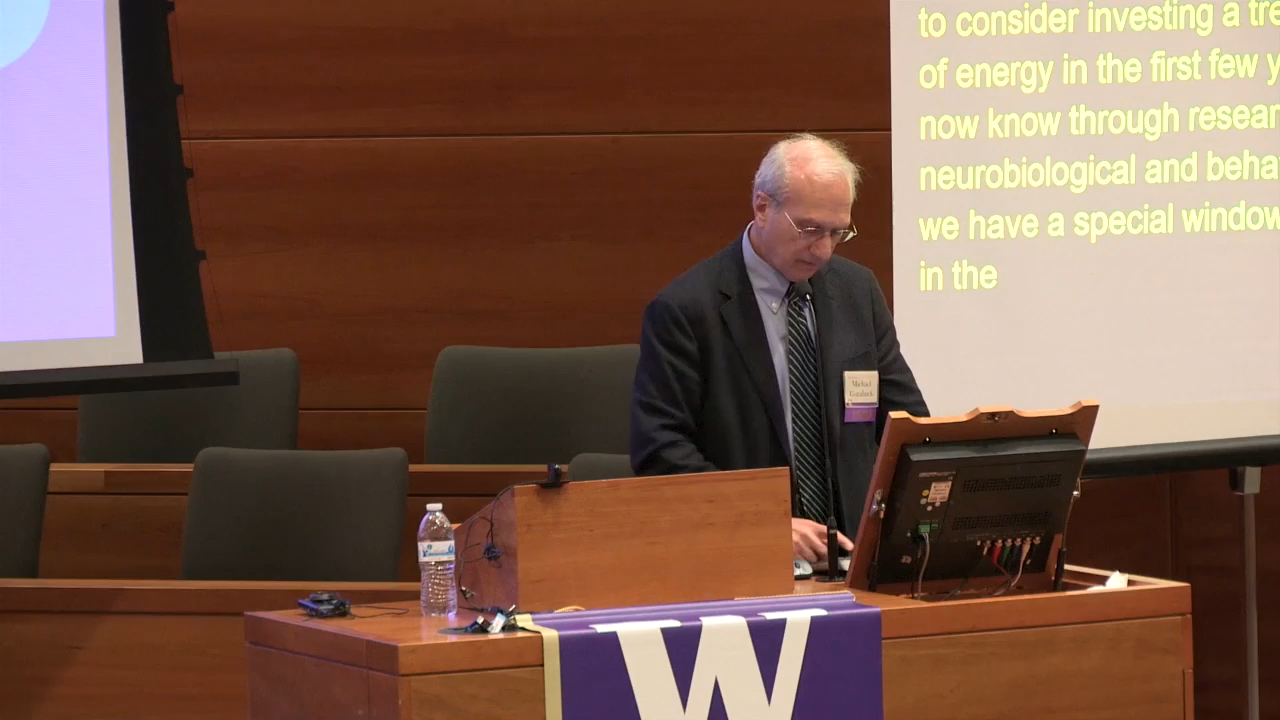 to consider investing a tre
of energy in the first few y
now know through resear
neurobiological and beha
we have a special window
in the
Michael
W